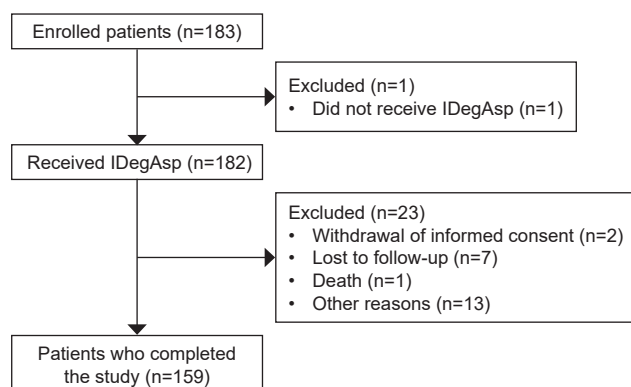 Enrolled patients (n=183)
Excluded (n=1)
• Did not receive IDegAsp (n=1)
Received IDegAsp (n=182)
Excluded (n=23)
• Withdrawal of informed consent (n=2)
• Lost to follow-up (n=7)
• Death (n=1)
• Other reasons (n=13)
Patients who completed
the study (n=159)